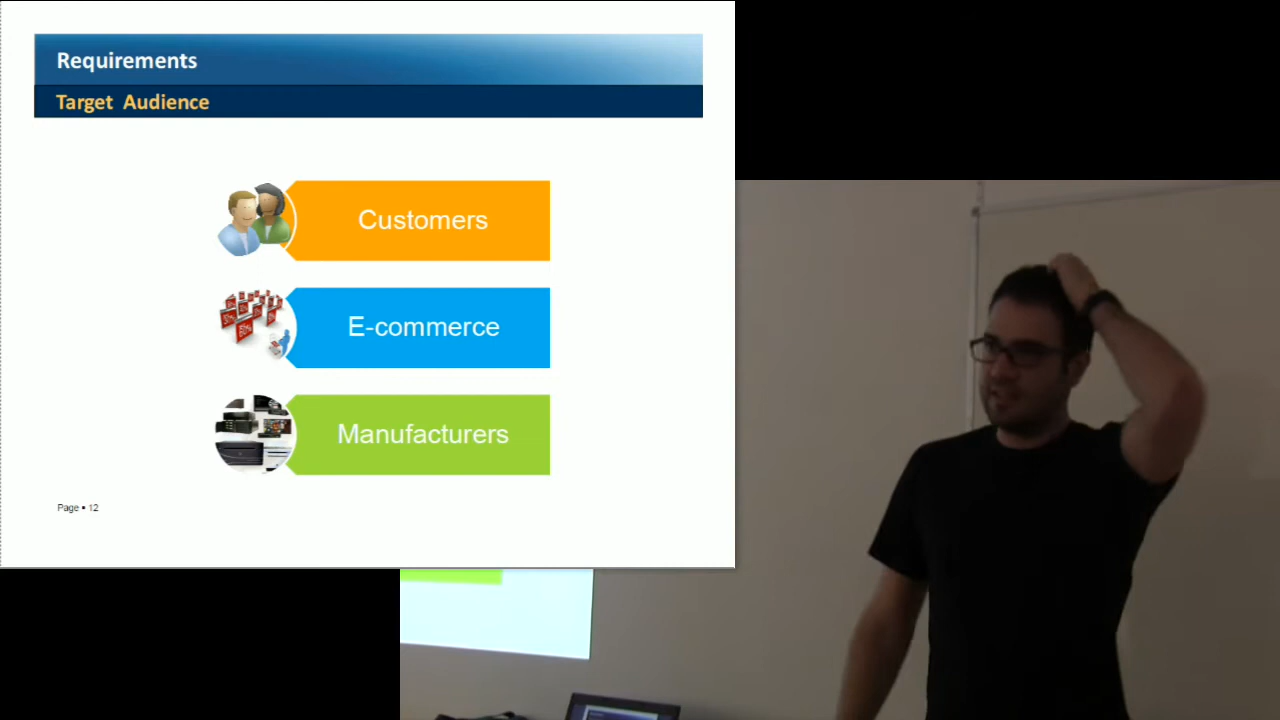 Requirements
Target Audience
Customers
E-commerce
Manufacturers
Page ▪ 12